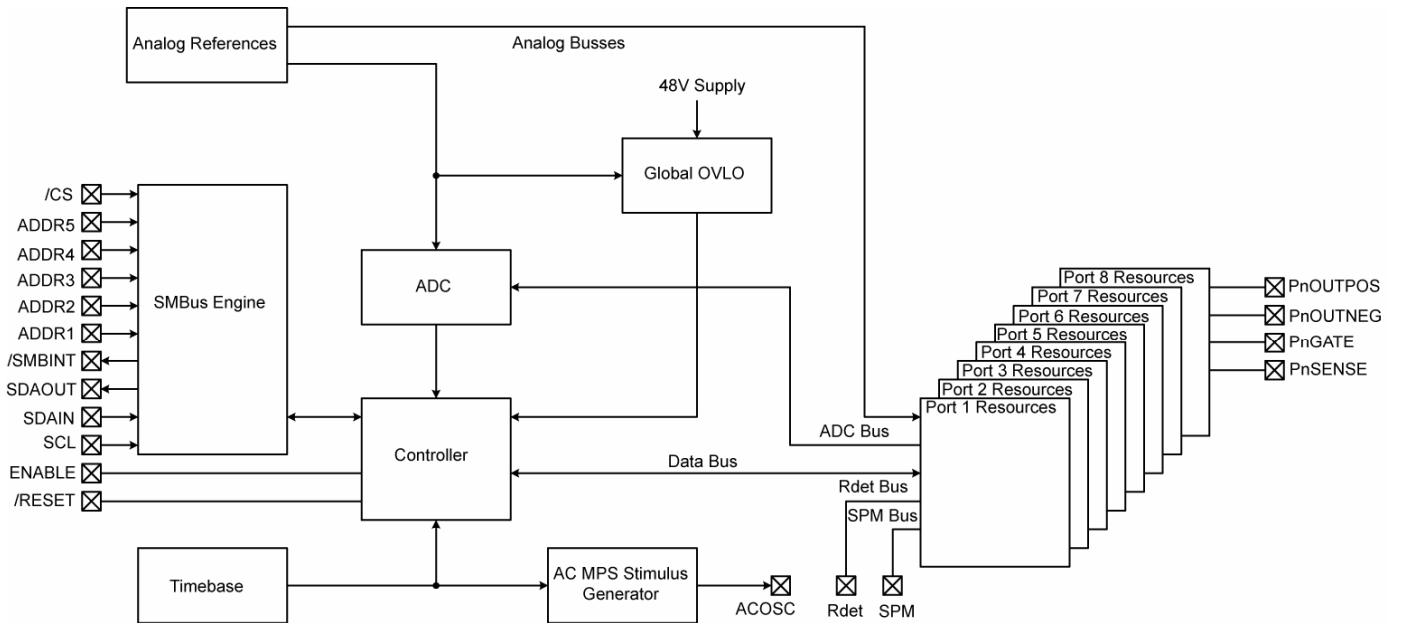 Analog References
Analog Busses
48V Supply
Global OVLO
/CS
ADDR5
ADDR4
ADDR3
ADDR2
ADDR1
/SMBINT
SDAOUT
SDAIN
SCL
ENABLE
/RESET
SMBus Engine
ADC
Controller
Port 8 Resources
Port 7 Resources
Port 6 Resources
Port 5 Resources
Port 4 Resources
Port 3 Resources
Port 2 Resources
Port 1 Resources
PnOUTPOS
PnOUTNEG
PnGATE
PnSENSE
ADC Bus
Data Bus
Rdet Bus
SPM Bus
Timebase
AC MPS Stimulus
Generator
ACOSC
Rdet
SPM